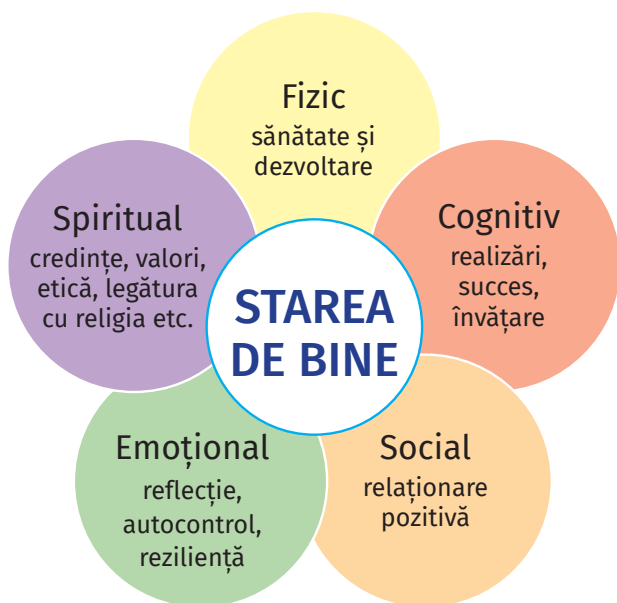 Fizic
sănătate și
dezvoltare
Spiritual
credințe, valori,
etică, legătura
cu religia etc.
Cognitiv
realizări,
succes,
învățare
STAREA
DE BINE
Emoțional
reflecție,
autocontrol,
reziliență
Social
relaționare
pozitivă